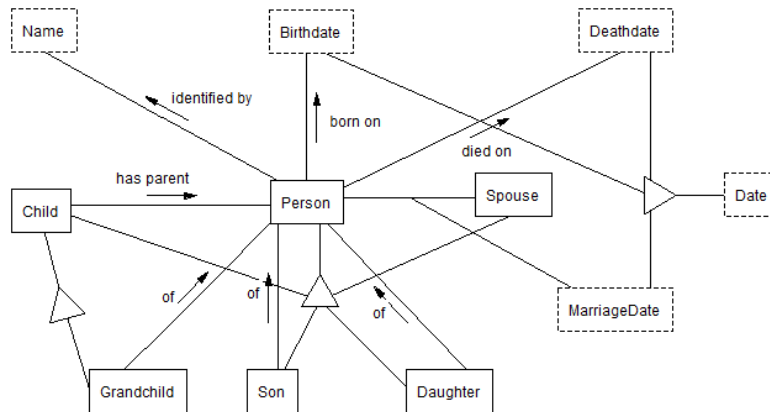 Name
Birthdate
Deathdate
identified by
born on
died on
has parent
Child
Person
Spouse
Date
of
of
of
MarriageDate
Grandchild
Son
Daughter